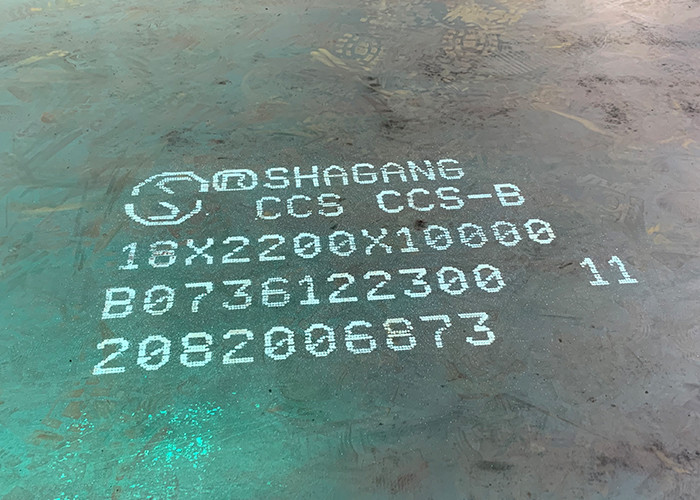 ®SHAGANG
CCS CCS-B
18X2200X10000
B0736122300 11
2082006873